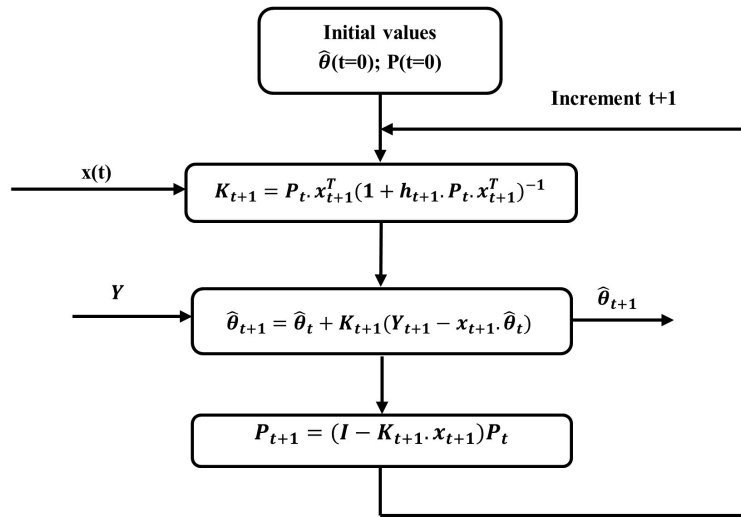 Initial values
θ̂(t=0); P(t=0)
Increment t+1
x(t)
K_{t+1} = P_t. x_{t+1}^T (1 + h_{t+1}. P_t. x_{t+1}^T)^{-1}
Y
θ̂_{t+1}
θ̂_{t+1} = θ̂_t + K_{t+1}(Y_{t+1} − x_{t+1}. θ̂_t)
P_{t+1} = (I − K_{t+1}. x_{t+1})P_t